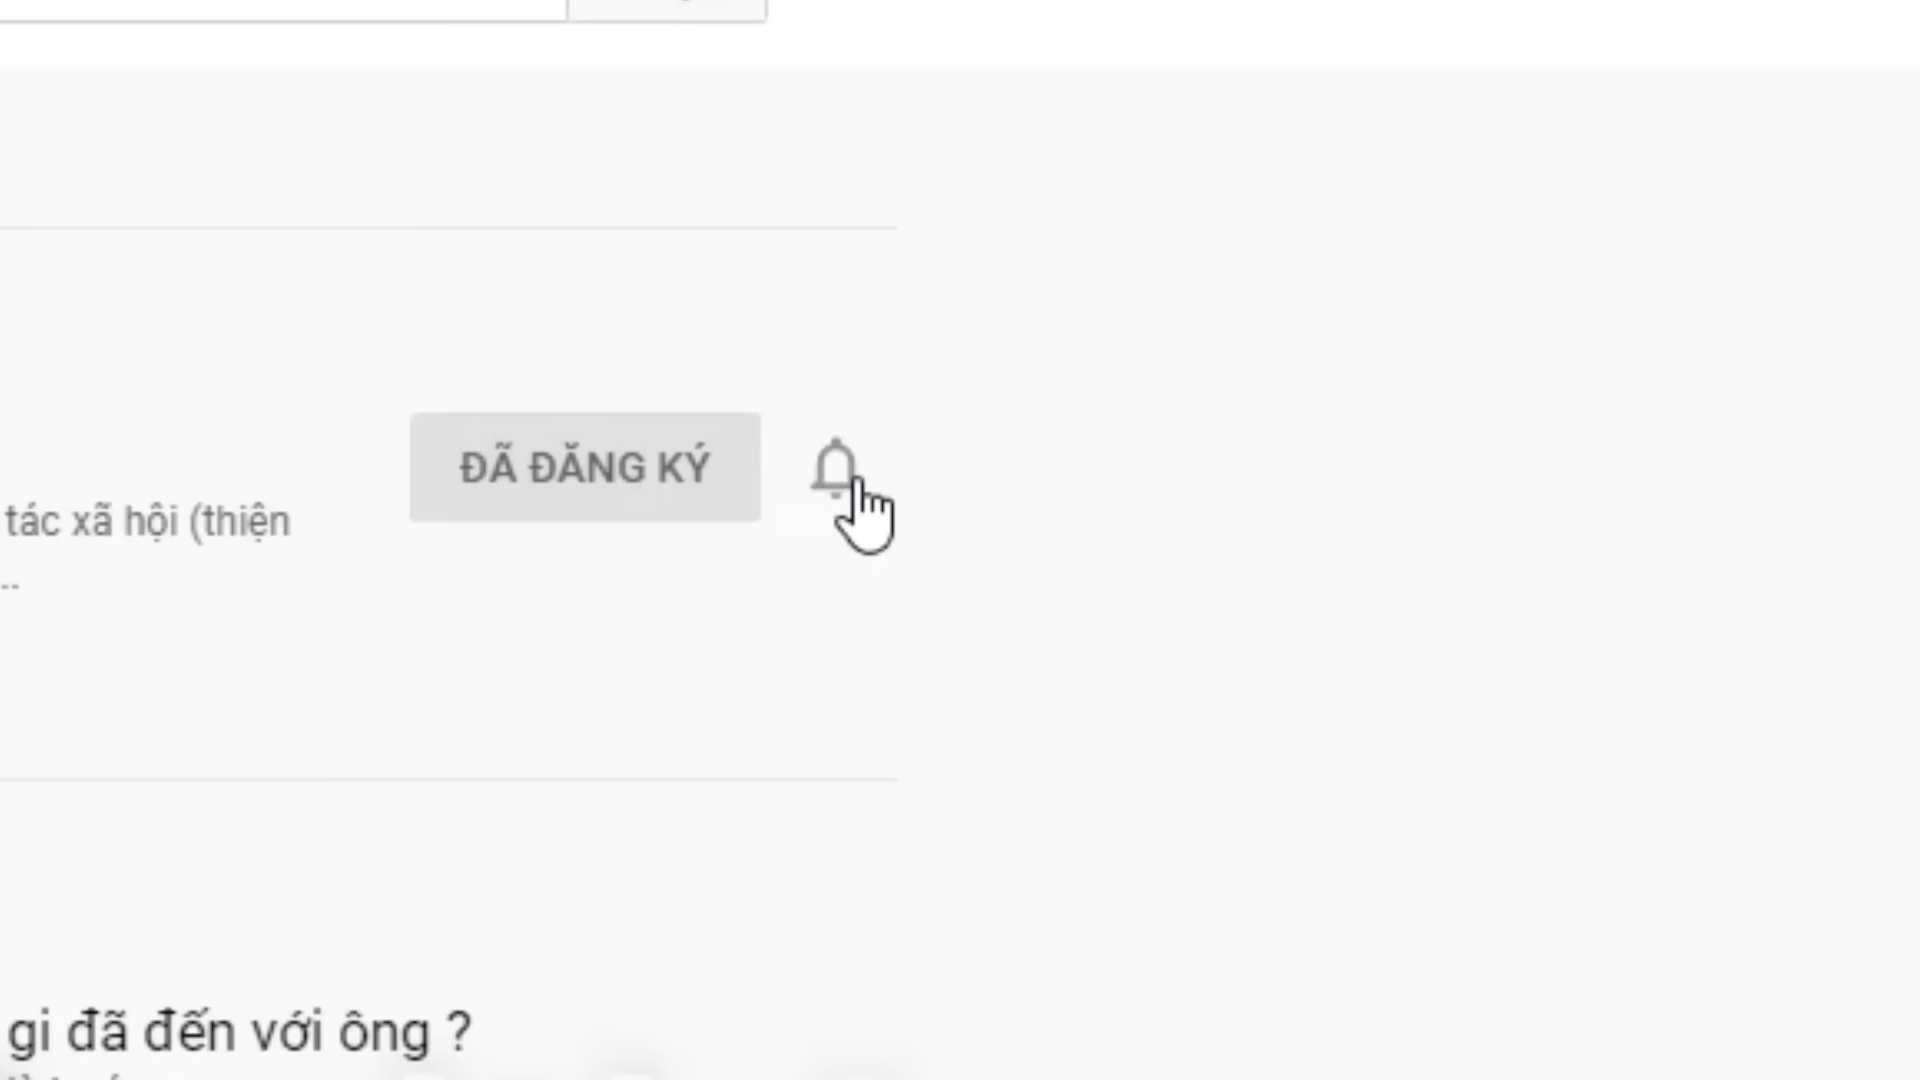 ĐÃ ĐĂNG KÝ
tác xã hội (thiện
...
gi đã đến với ông ?